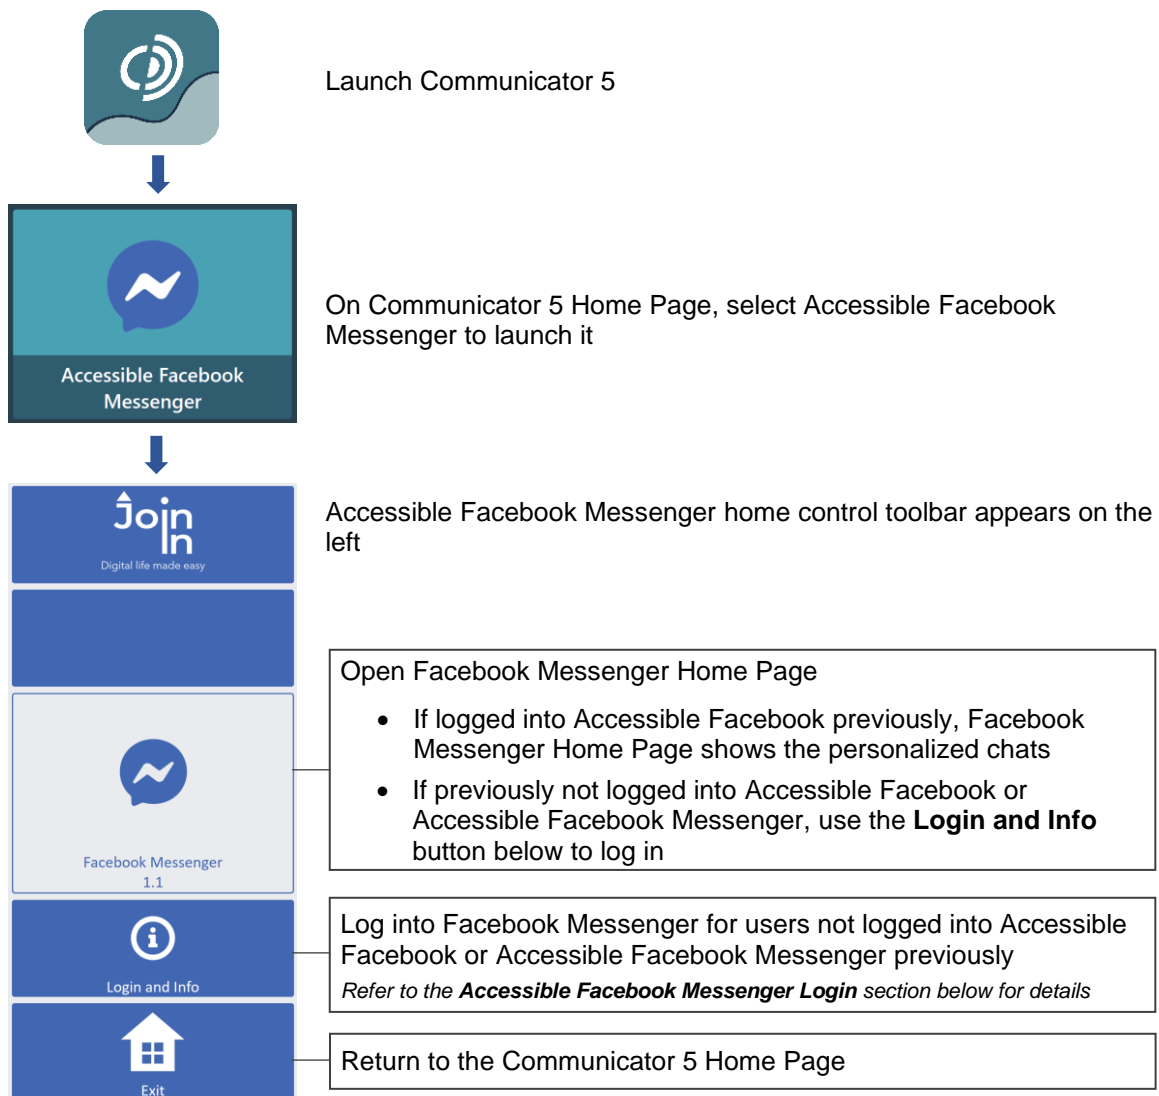 Launch Communicator 5
Accessible Facebook
Messenger
On Communicator 5 Home Page, select Accessible Facebook
Messenger to launch it
Join
In
Digital life made easy
Accessible Facebook Messenger home control toolbar appears on the
left
Facebook Messenger
1.1
Open Facebook Messenger Home Page
• If logged into Accessible Facebook previously, Facebook
Messenger Home Page shows the personalized chats
• If previously not logged into Accessible Facebook or
Accessible Facebook Messenger, use the Login and Info
button below to log in
Login and Info
Log into Facebook Messenger for users not logged into Accessible
Facebook or Accessible Facebook Messenger previously
Refer to the Accessible Facebook Messenger Login section below for details
Exit
Return to the Communicator 5 Home Page